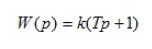 W(p) = k(Tp + 1)